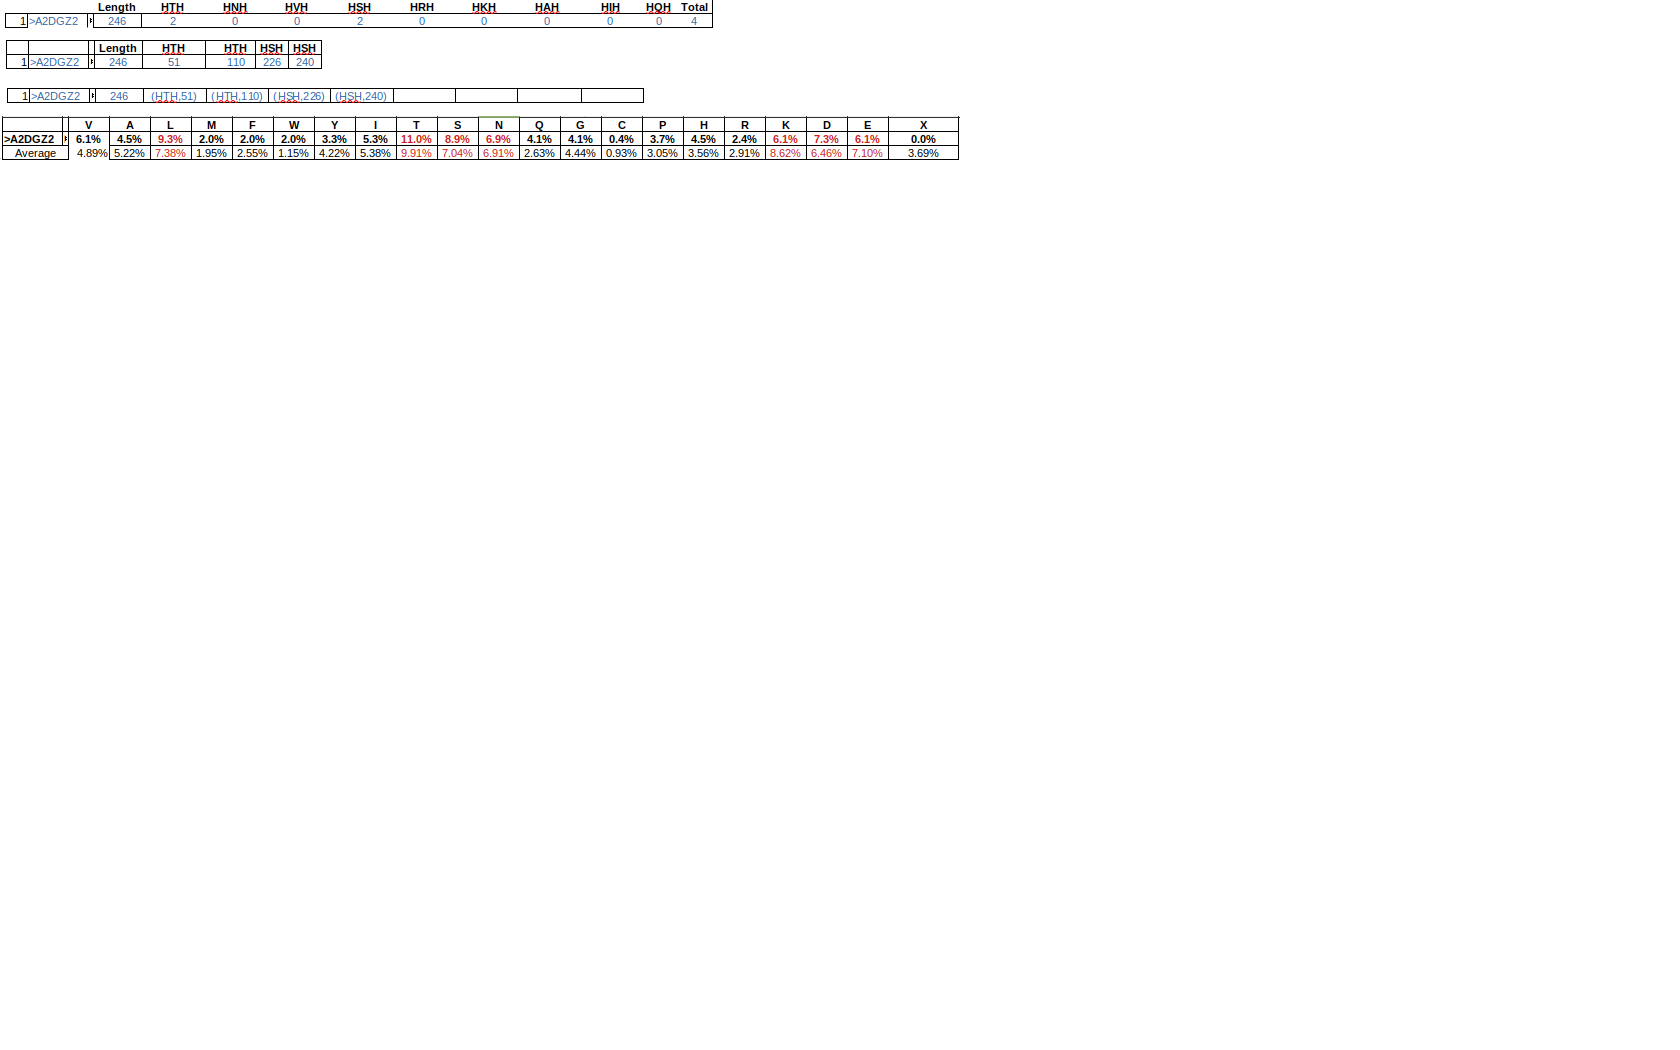 Length HTH HNH HVH HSH HRH HKH HAH HIH HQH Total
1 >A2DGZ2 246 2 0 0 2 0 0 0 0 0 4
Length HTH HTH HSH HSH
1 >A2DGZ2 246 51 110 226 240
1 >A2DGZ2 246 (HTH,51) (HTH,110) (HSH,226) (HSH,240)
V A L M F W Y I T S N Q G C P H R K D E X
>A2DGZ2 6.1% 4.5% 9.3% 2.0% 2.0% 2.0% 3.3% 5.3% 11.0% 8.9% 6.9% 4.1% 4.1% 0.4% 3.7% 4.5% 2.4% 6.1% 7.3% 6.1% 0.0%
Average 4.89% 5.22% 7.38% 1.95% 2.55% 1.15% 4.22% 5.38% 9.91% 7.04% 6.91% 2.63% 4.44% 0.93% 3.05% 3.56% 2.91% 8.62% 6.46% 7.10% 3.69%